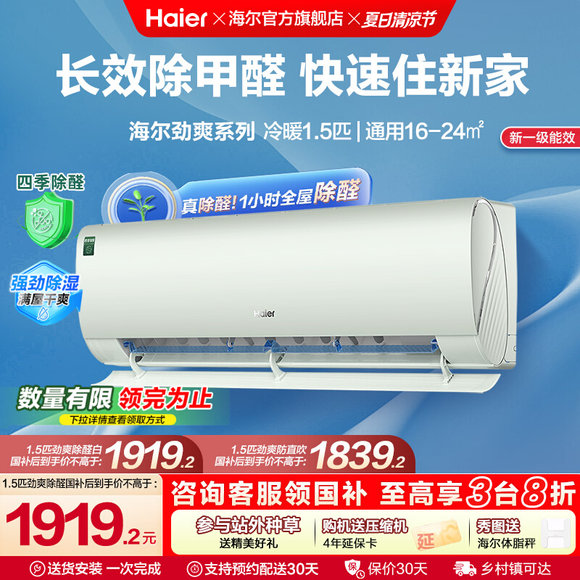 Haier × 海尔官方旗舰店 × 夏日清凉节
长效除甲醛 快速住新家
海尔劲爽系列 冷暖1.5匹|通用16-24㎡
新一级能效
四季除醛
真除醛!1小时全屋除醛
强劲除湿
满屋干爽
Haier
数量有限 领完为止
下拉详情查看领取方式
1.5匹劲爽除醛白
国补后到手价不高于:
1919.2
1.5匹劲爽防直吹
国补后到手价不高于:
1839.2
1.5匹劲爽除醛国补后到手价不高于:
1919.2元
咨询客服领国补 至高享3台8折
参与站外种草
送精美好礼
购机送压缩机
4年延保卡
延
秀图送
海尔体脂秤
送货安装 一次完成
支持预约配送30天
保价30天
乡村镇可达